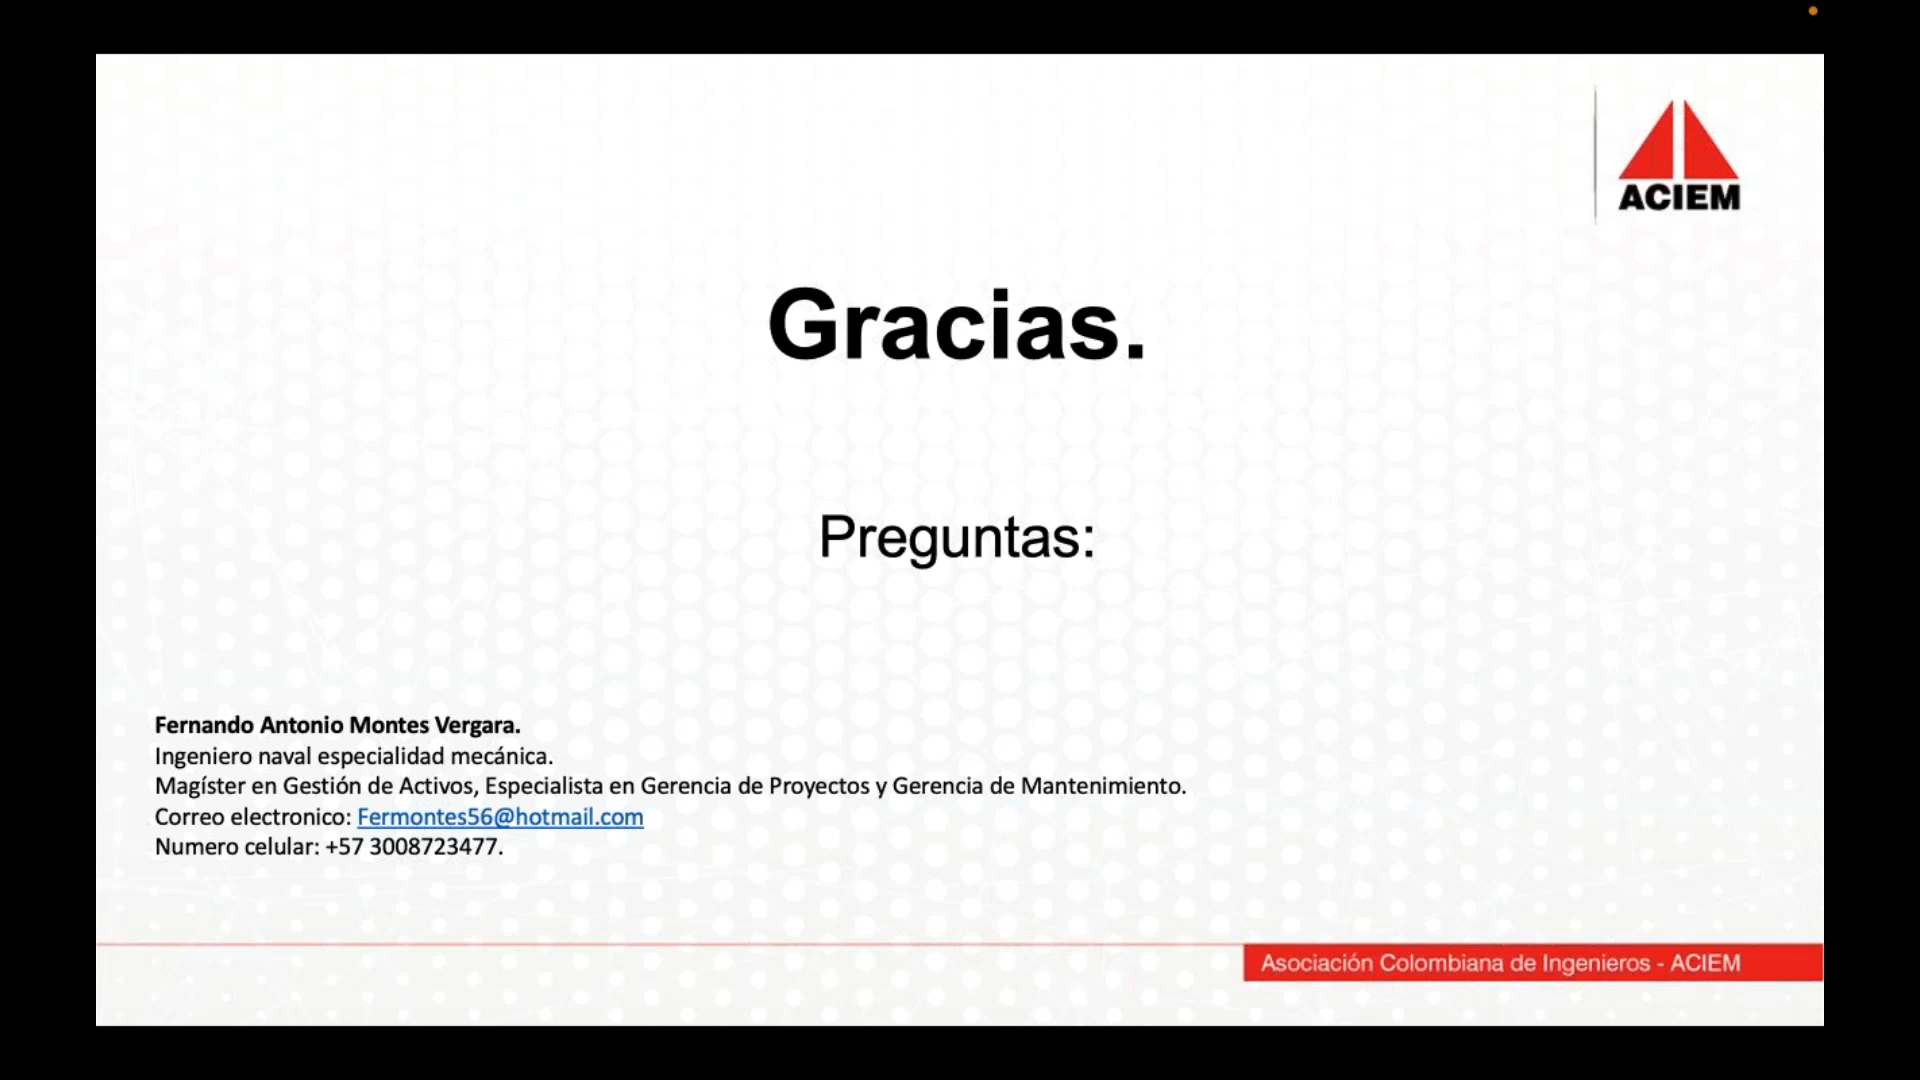 ACIEM
Gracias.
Preguntas:
Fernando Antonio Montes Vergara.
Ingeniero naval especialidad mecánica.
Magíster en Gestión de Activos, Especialista en Gerencia de Proyectos y Gerencia de Mantenimiento.
Correo electronico: Fermontes56@hotmail.com
Numero celular: +57 3008723477.
Asociación Colombiana de Ingenieros - ACIEM